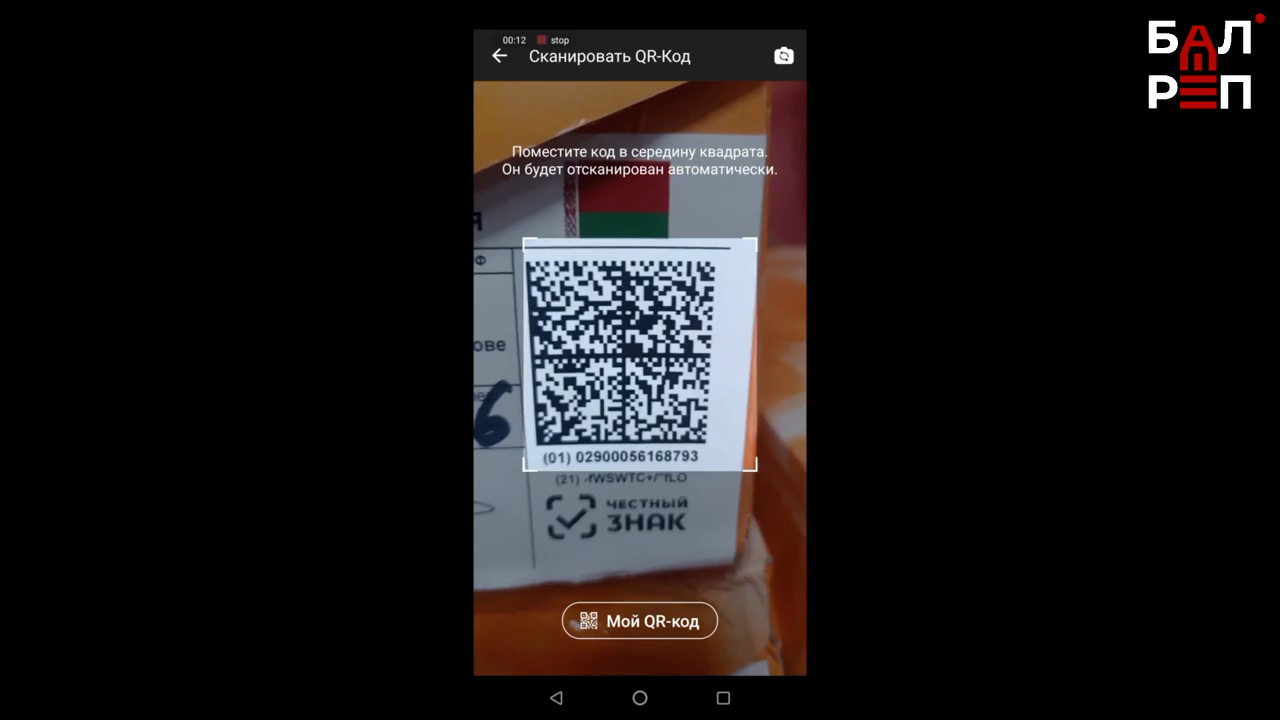 00:12 stop
Сканировать QR-Код
БАЛ
РЕП
Поместите код в середину квадрата.
Он будет отсканирован автоматически.
Я
Ф
ове
6
(01) 02900056168793
ЧЕСТНЫЙ
ЗНАК
Мой QR-код